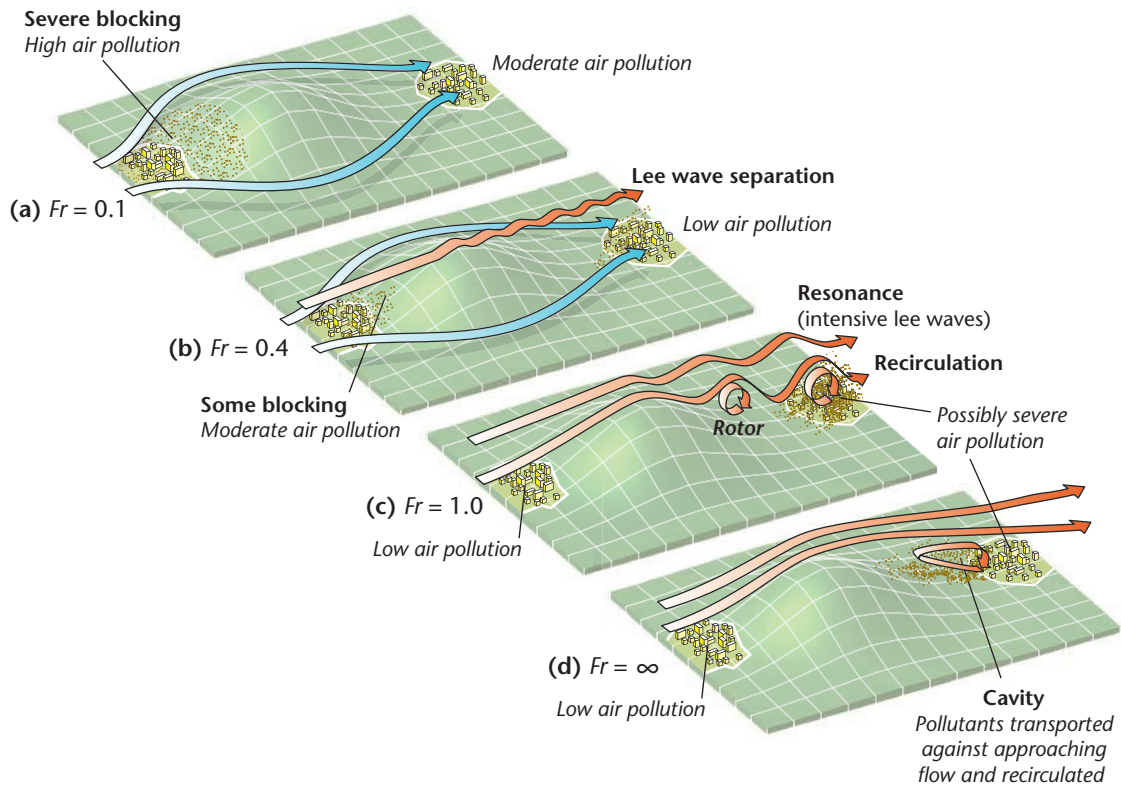 Severe blocking
High air pollution
Moderate air pollution
(a) Fr = 0.1
Lee wave separation
Low air pollution
(b) Fr = 0.4
Some blocking
Moderate air pollution
Resonance
(intensive lee waves)
Recirculation
Rotor
Possibly severe
air pollution
(c) Fr = 1.0
Low air pollution
(d) Fr = ∞
Low air pollution
Cavity
Pollutants transported
against approaching
flow and recirculated